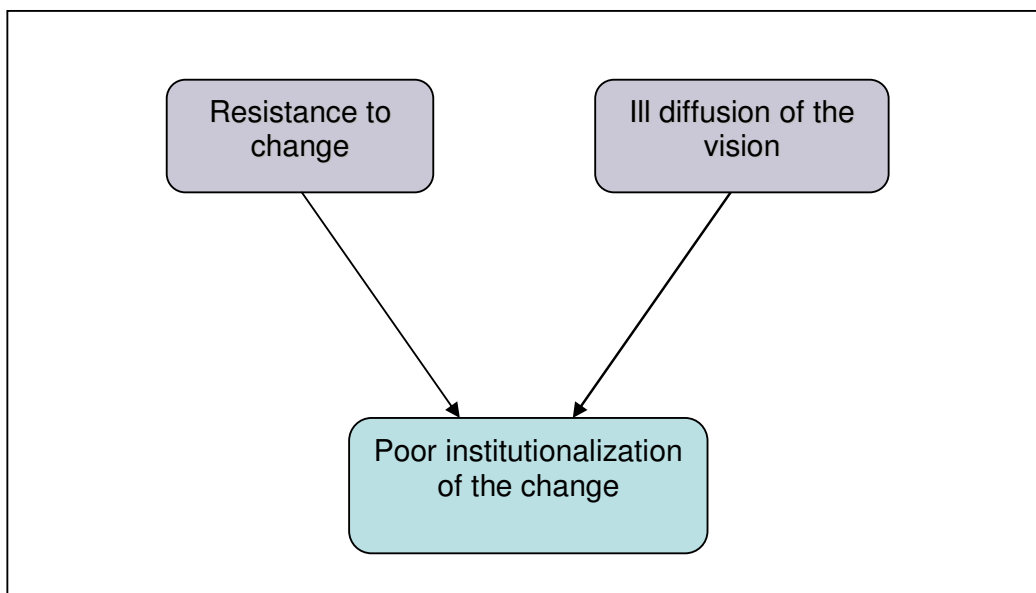 Resistance to
change
Ill diffusion of the
vision
Poor institutionalization
of the change